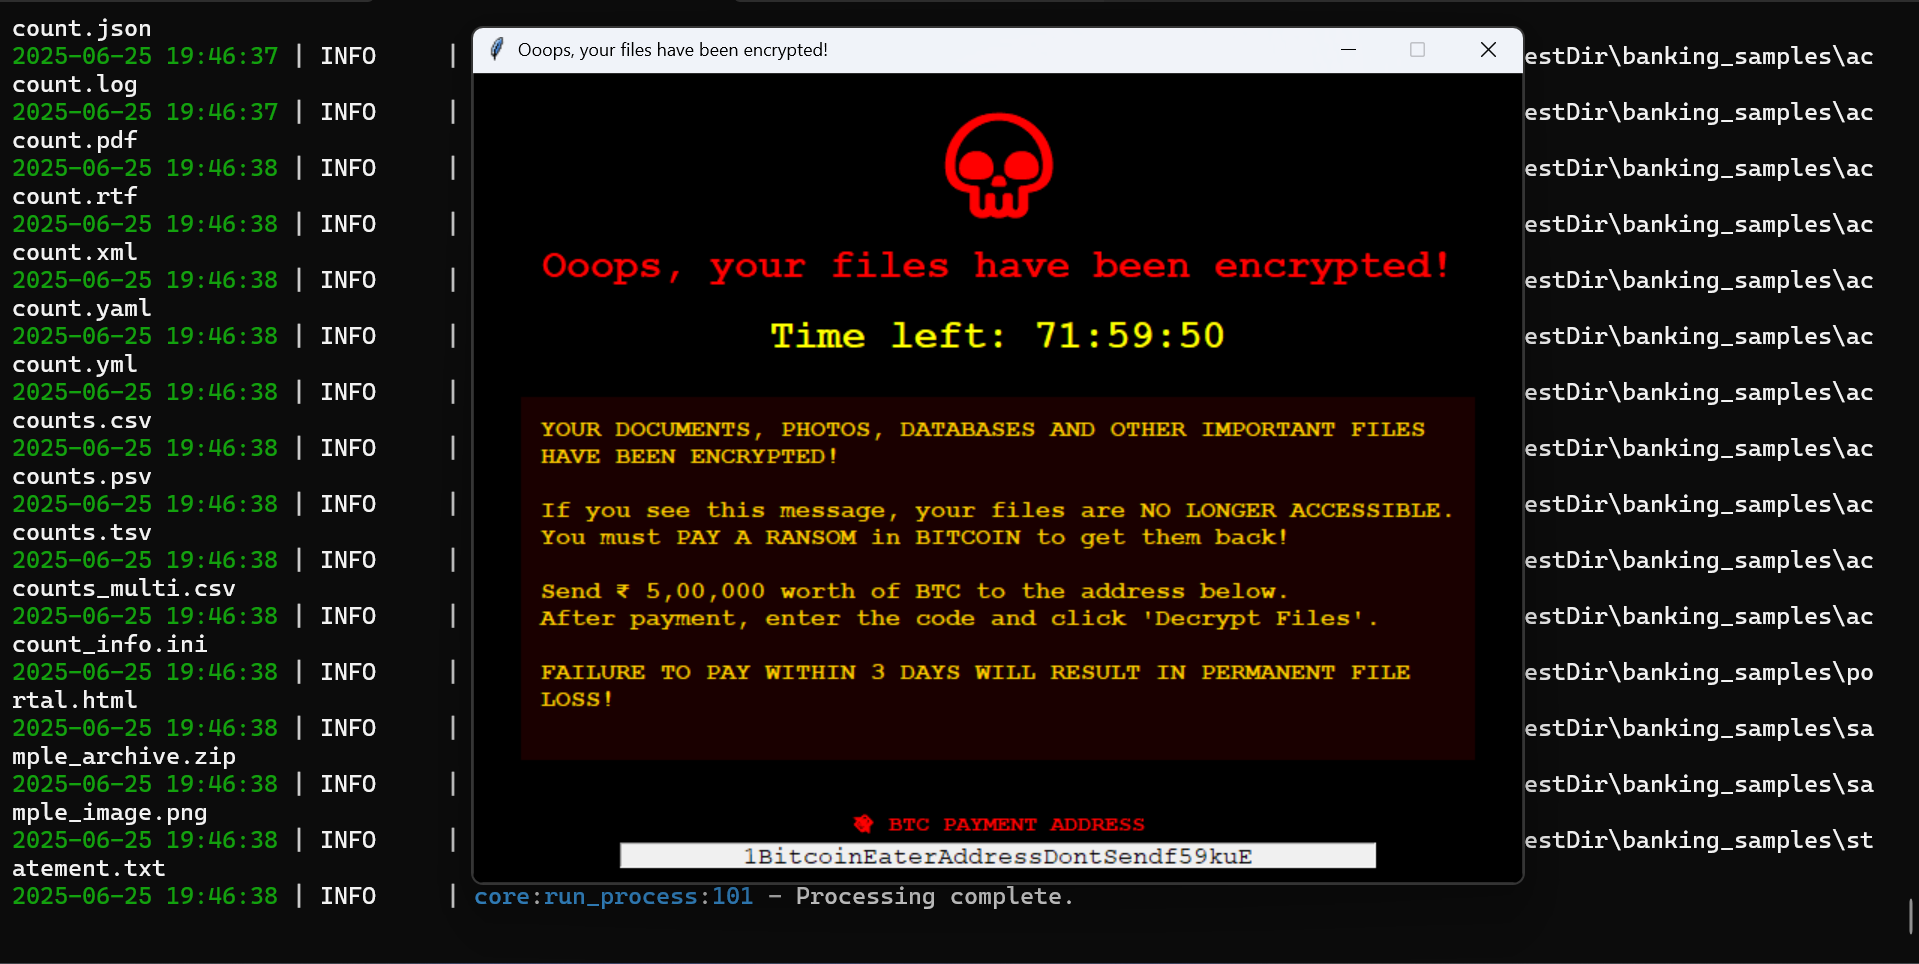 count.json
2025-06-25 19:46:37 | INFO     | estDir\banking_samples\ac
count.log
2025-06-25 19:46:37 | INFO     | estDir\banking_samples\ac
count.pdf
2025-06-25 19:46:38 | INFO     | estDir\banking_samples\ac
count.rtf
2025-06-25 19:46:38 | INFO     | estDir\banking_samples\ac
count.xml
2025-06-25 19:46:38 | INFO     | estDir\banking_samples\ac
count.yaml
2025-06-25 19:46:38 | INFO     | estDir\banking_samples\ac
count.yml
2025-06-25 19:46:38 | INFO     | estDir\banking_samples\ac
counts.csv
2025-06-25 19:46:38 | INFO     | estDir\banking_samples\ac
counts.psv
2025-06-25 19:46:38 | INFO     | estDir\banking_samples\ac
counts.tsv
2025-06-25 19:46:38 | INFO     | estDir\banking_samples\ac
counts_multi.csv
2025-06-25 19:46:38 | INFO     | estDir\banking_samples\ac
count_info.ini
2025-06-25 19:46:38 | INFO     | estDir\banking_samples\po
rtal.html
2025-06-25 19:46:38 | INFO     | estDir\banking_samples\sa
mple_archive.zip
2025-06-25 19:46:38 | INFO     | estDir\banking_samples\sa
mple_image.png
2025-06-25 19:46:38 | INFO     | estDir\banking_samples\st
atement.txt
2025-06-25 19:46:38 | INFO     | core:run_process:101 - Processing complete.
Ooops, your files have been encrypted!
Ooops, your files have been encrypted!
Time left: 71:59:50
YOUR DOCUMENTS, PHOTOS, DATABASES AND OTHER IMPORTANT FILES
HAVE BEEN ENCRYPTED!
If you see this message, your files are NO LONGER ACCESSIBLE.
You must PAY A RANSOM in BITCOIN to get them back!
Send ₹ 5,00,000 worth of BTC to the address below.
After payment, enter the code and click 'Decrypt Files'.
FAILURE TO PAY WITHIN 3 DAYS WILL RESULT IN PERMANENT FILE
LOSS!
BTC PAYMENT ADDRESS
1BitcoinEaterAddressDontSendf59kuE